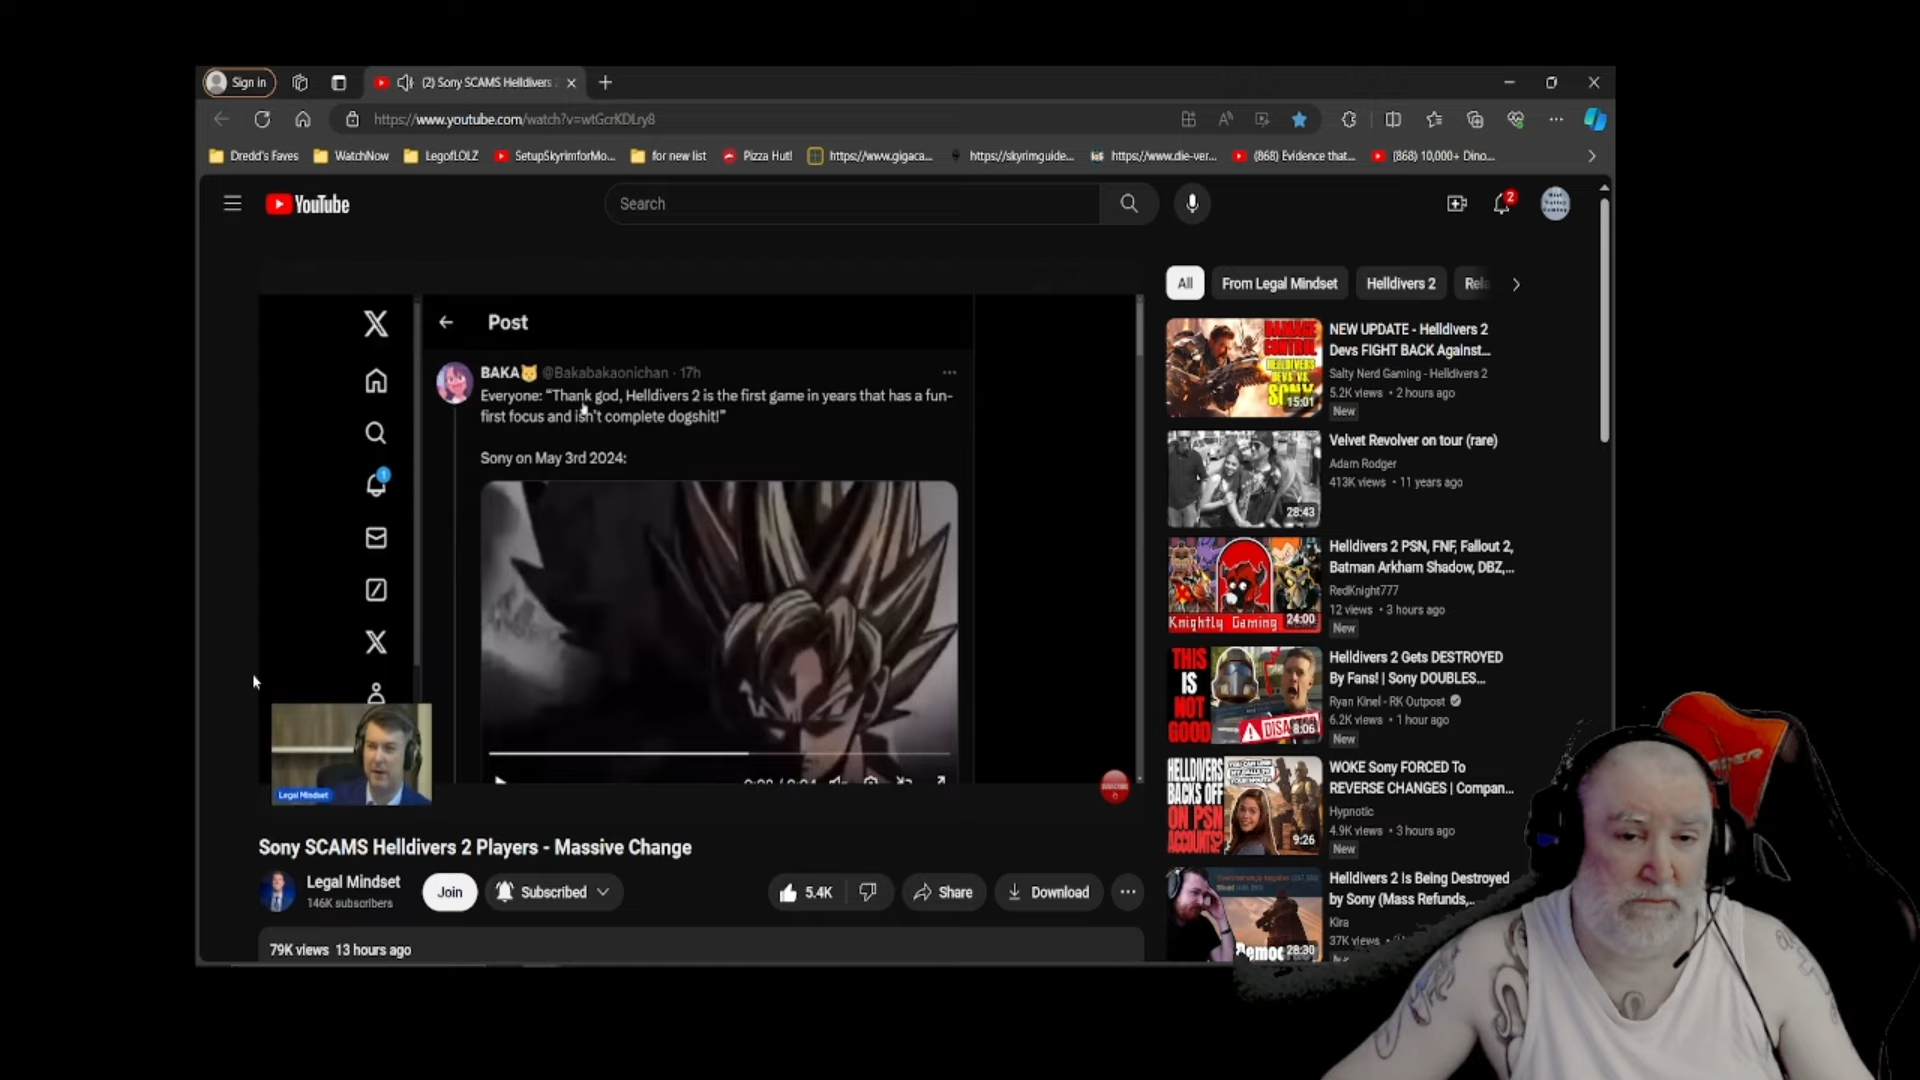 Sign in
(2) Sony SCAMS Helldivers
https://www.youtube.com/watch?v=wtGcrKDLry8
Dredd's Faves
WatchNow
LegofLOLZ
SetupSkyrimforMo...
for new list
Pizza Hut!
https://www.gigaca...
https://skyrimguide...
https://www.die-ver...
(868) Evidence that...
(868) 10,000+ Dino...
YouTube
Search
2
All
From Legal Mindset
Helldivers 2
X
Post
1
BAKA @Bakabakaonichan · 17h
Everyone: “Thank god, Helldivers 2 is the first game in years that has a fun-
first focus and isn't complete dogshit!”
Sony on May 3rd 2024:
Legal Mindset
Sony SCAMS Helldivers 2 Players - Massive Change
Legal Mindset
146K subscribers
Join
Subscribed
5.4K
Share
Download
79K views 13 hours ago
DAMAGE
CONTROL
HELLDIVERS
DEVS VS.
SONY
15:01
NEW UPDATE - Helldivers 2
Devs FIGHT BACK Against...
Salty Nerd Gaming - Helldivers 2
5.2K views • 2 hours ago
New
28:43
Velvet Revolver on tour (rare)
Adam Rodger
413K views • 11 years ago
Knightly Gaming
24:00
Helldivers 2 PSN, FNF, Fallout 2,
Batman Arkham Shadow, DBZ,...
RedKnight777
12 views • 3 hours ago
New
THIS
IS
NOT
GOOD
8:06
Helldivers 2 Gets DESTROYED
By Fans! | Sony DOUBLES...
Ryan Kinel - RK Outpost
6.2K views • 1 hour ago
New
HELLDIVERS
BACKS OFF
ON PSN
ACCOUNTS
9:26
WOKE Sony FORCED To
REVERSE CHANGES | Compan...
Hypnotic
4.9K views • 3 hours ago
New
28:30
Helldivers 2 Is Being Destroyed
by Sony (Mass Refunds,...
Kira
37K views